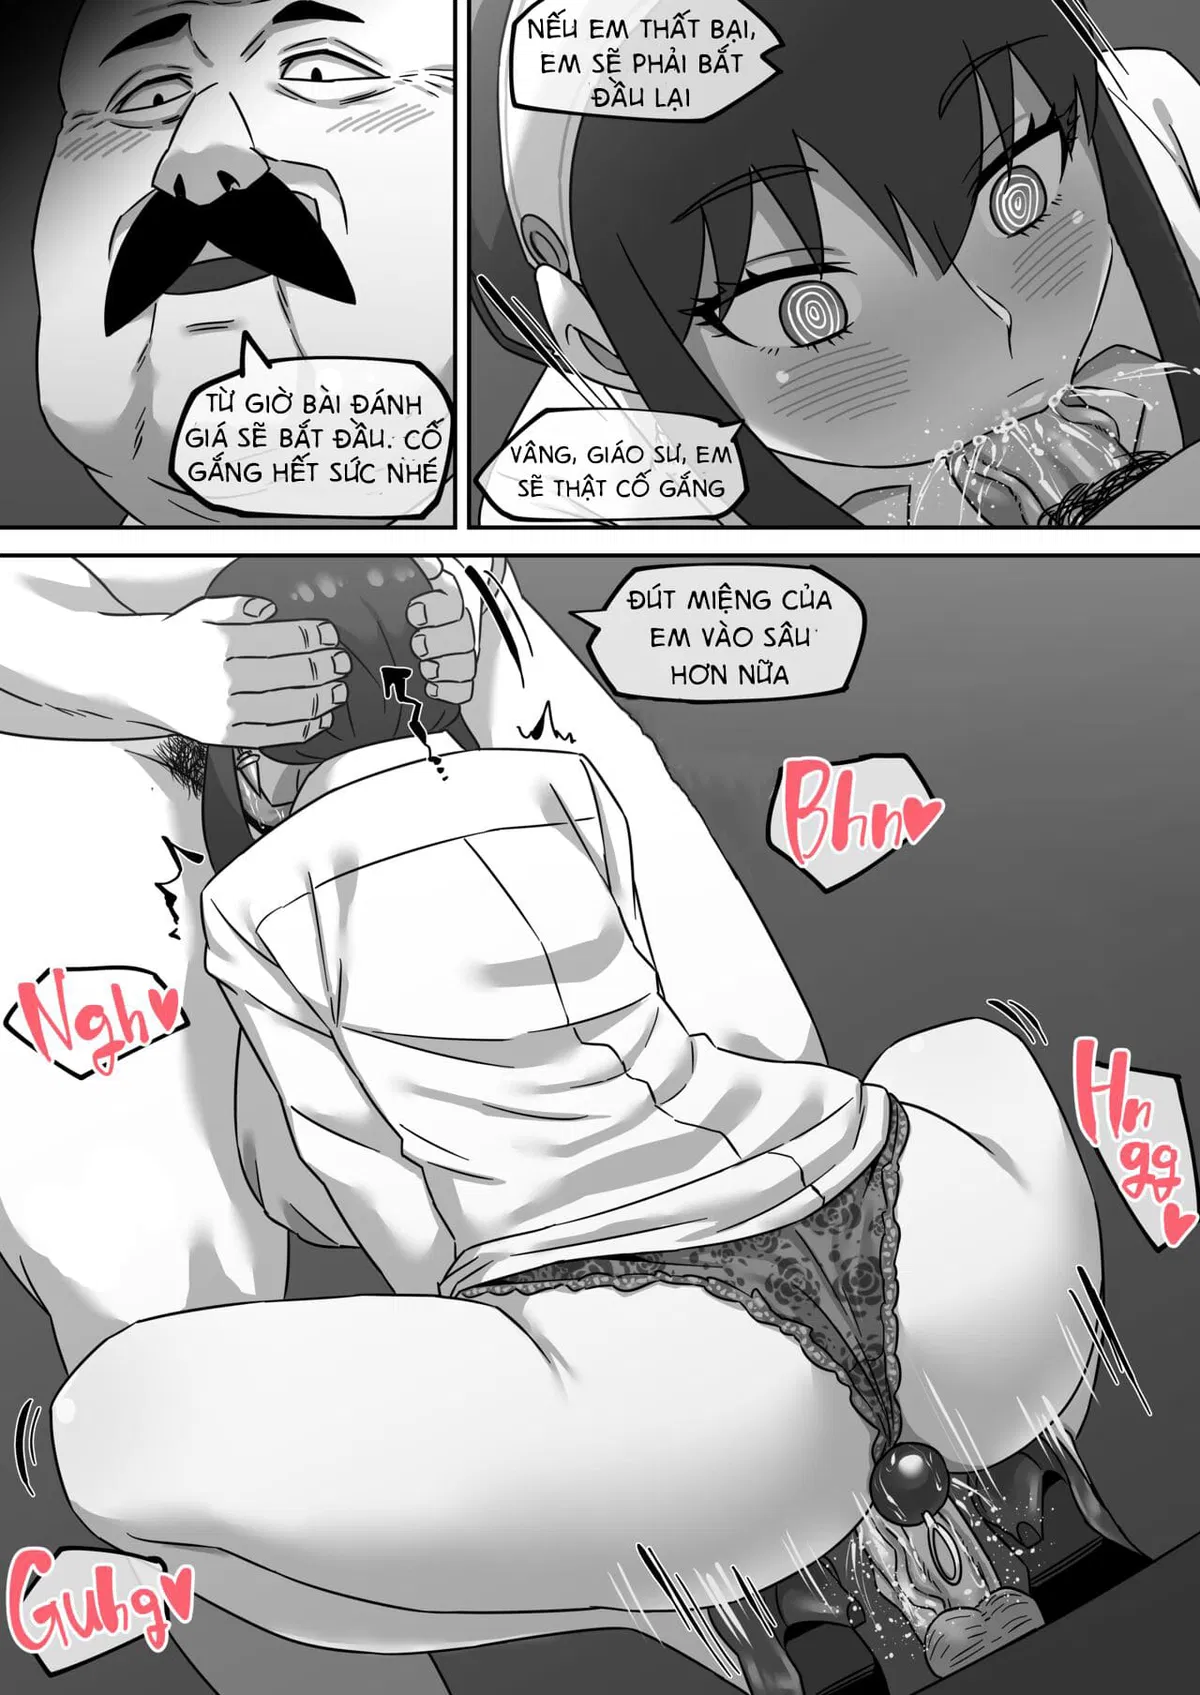 TỪ GIỜ BÀI ĐÁNH
GIÁ SẼ BẮT ĐẦU. CỐ
GẮNG HẾT SỨC NHÉ
NẾU EM THẤT BẠI,
EM SẼ PHẢI BẮT
ĐẦU LẠI
VÂNG, GIÁO SƯ, EM
SẼ THẬT CỐ GẮNG
ĐÚT MIỆNG CỦA
EM VÀO SÂU
HƠN NỮA
Bhn♥
Ngh♥
Hn
gg
♥
Guhg♥